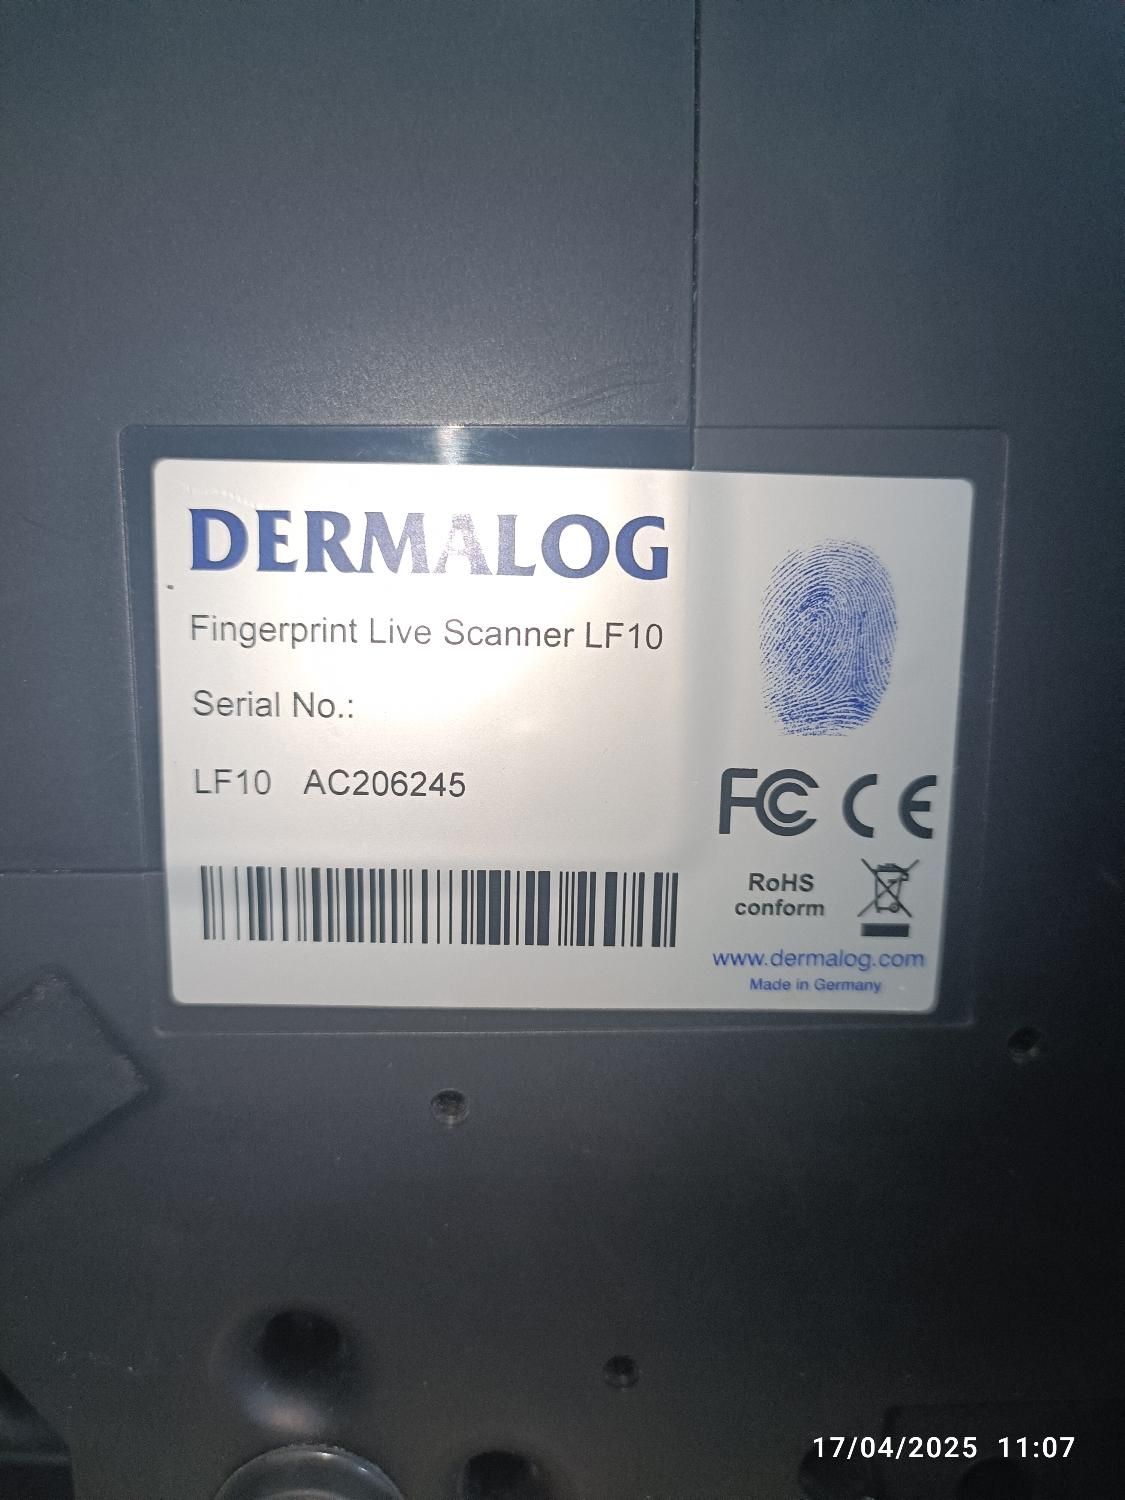 DERMALOG
Fingerprint Live Scanner LF10
Serial No.:
LF10 AC206245
FC CE
RoHS
conform
www.dermalog.com
Made in Germany
17/04/2025 11:07